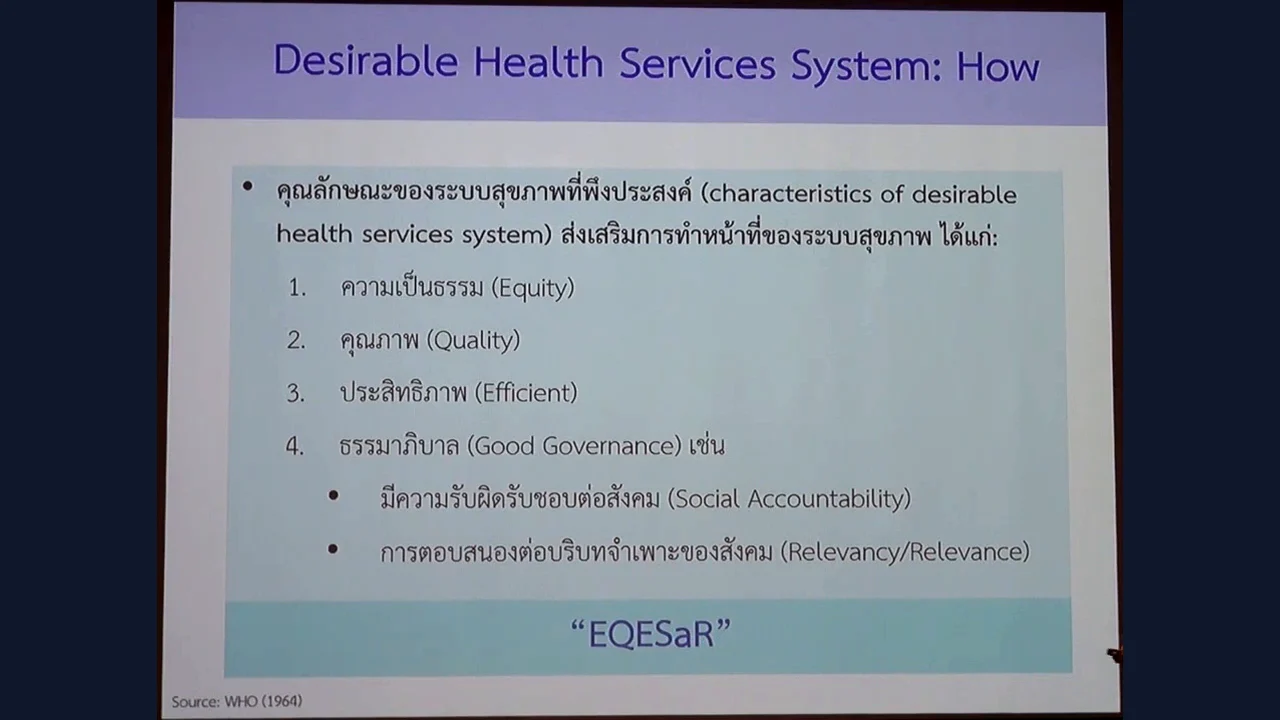 Desirable Health Services System: How
• คุณลักษณะของระบบสุขภาพที่พึงประสงค์ (characteristics of desirable
health services system) ส่งเสริมการทำหน้าที่ของระบบสุขภาพ ได้แก่:
1. ความเป็นธรรม (Equity)
2. คุณภาพ (Quality)
3. ประสิทธิภาพ (Efficient)
4. ธรรมาภิบาล (Good Governance) เช่น
• มีความรับผิดรับชอบต่อสังคม (Social Accountability)
• การตอบสนองต่อบริบทจำเพาะของสังคม (Relevancy/Relevance)
“EQESaR”
Source: WHO (1964)